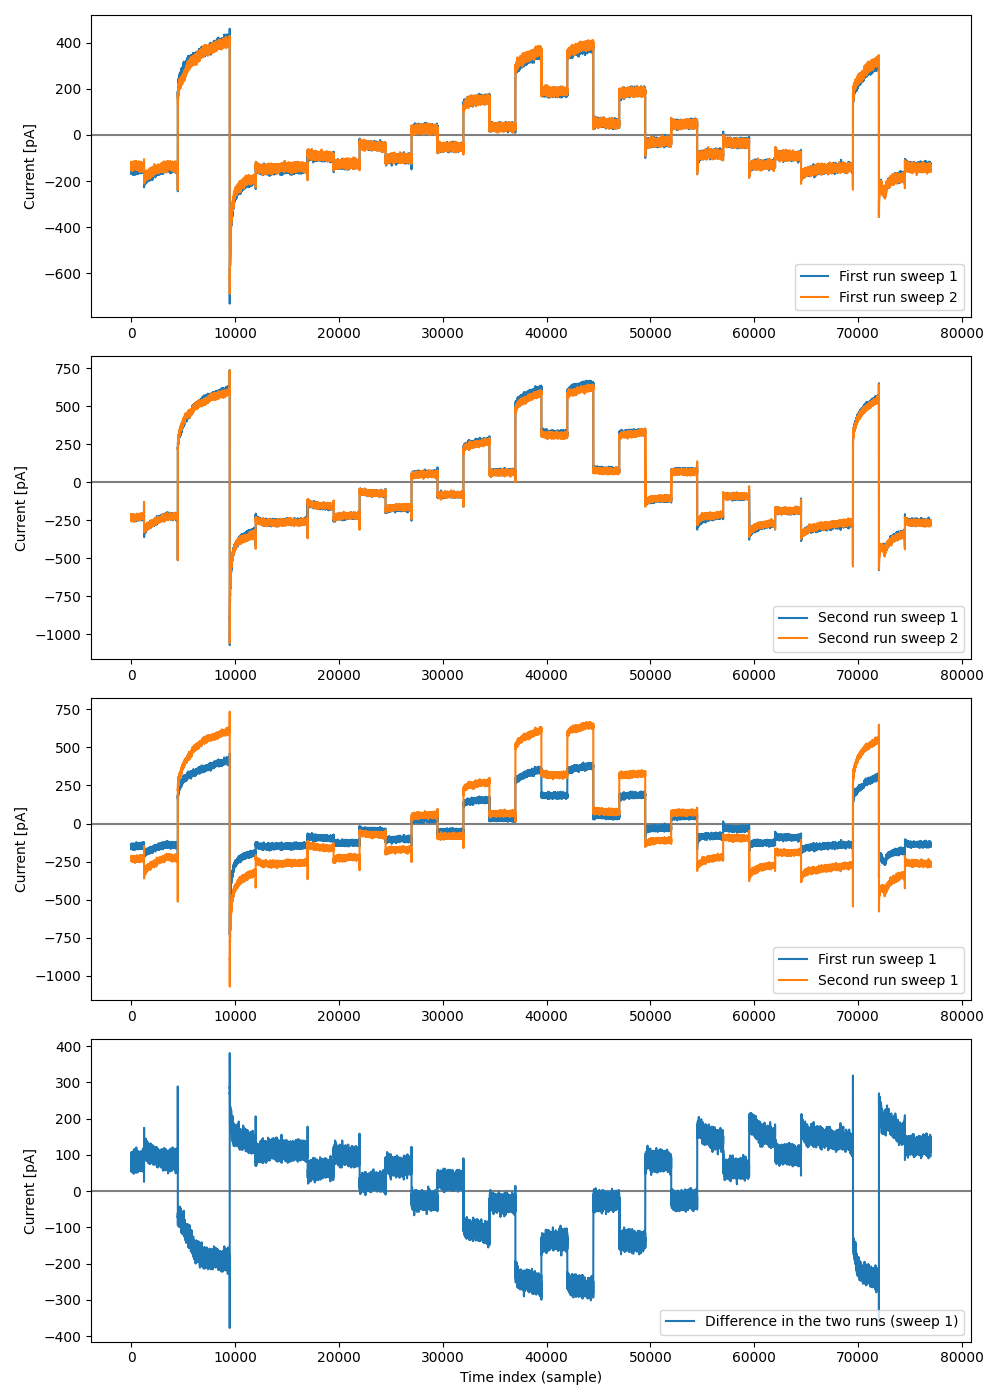 400
200
0
−200
−400
−600
Current [pA]
First run sweep 1
First run sweep 2
0 10000 20000 30000 40000 50000 60000 70000 80000
750
500
250
0
−250
−500
−750
−1000
Current [pA]
Second run sweep 1
Second run sweep 2
0 10000 20000 30000 40000 50000 60000 70000 80000
750
500
250
0
−250
−500
−750
−1000
Current [pA]
First run sweep 1
Second run sweep 1
0 10000 20000 30000 40000 50000 60000 70000 80000
400
300
200
100
0
−100
−200
−300
−400
Current [pA]
Difference in the two runs (sweep 1)
0 10000 20000 30000 40000 50000 60000 70000 80000
Time index (sample)